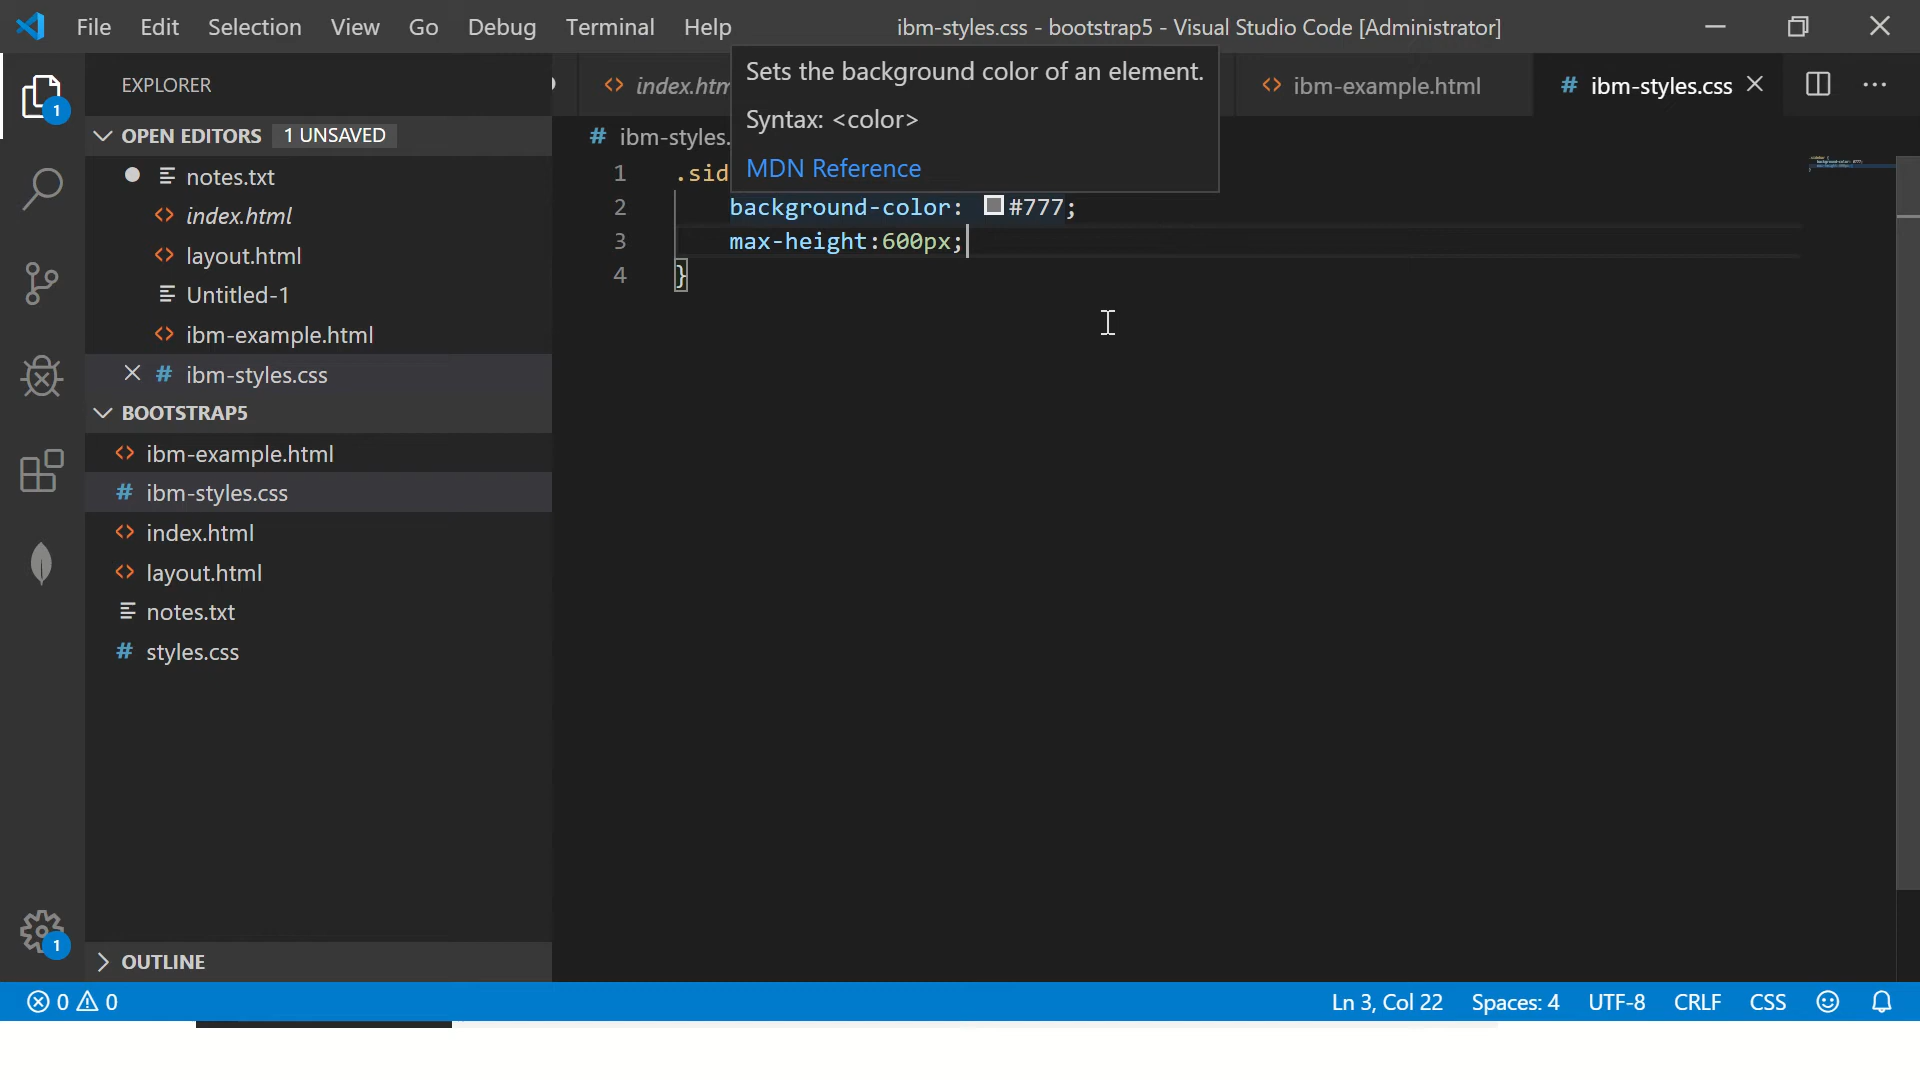 File Edit Selection View Go Debug Terminal Help ibm-styles.css - bootstrap5 - Visual Studio Code [Administrator]
EXPLORER
OPEN EDITORS 1 UNSAVED
notes.txt
index.html
layout.html
Untitled-1
ibm-example.html
ibm-styles.css
BOOTSTRAP5
ibm-example.html
ibm-styles.css
index.html
layout.html
notes.txt
styles.css
OUTLINE
index.htm ibm-example.html ibm-styles.css
ibm-styles.
Sets the background color of an element.
Syntax: <color>
MDN Reference
1 .sid
2 background-color: #777;
3 max-height:600px;
4 }
1
1
0 0 Ln 3, Col 22 Spaces: 4 UTF-8 CRLF CSS